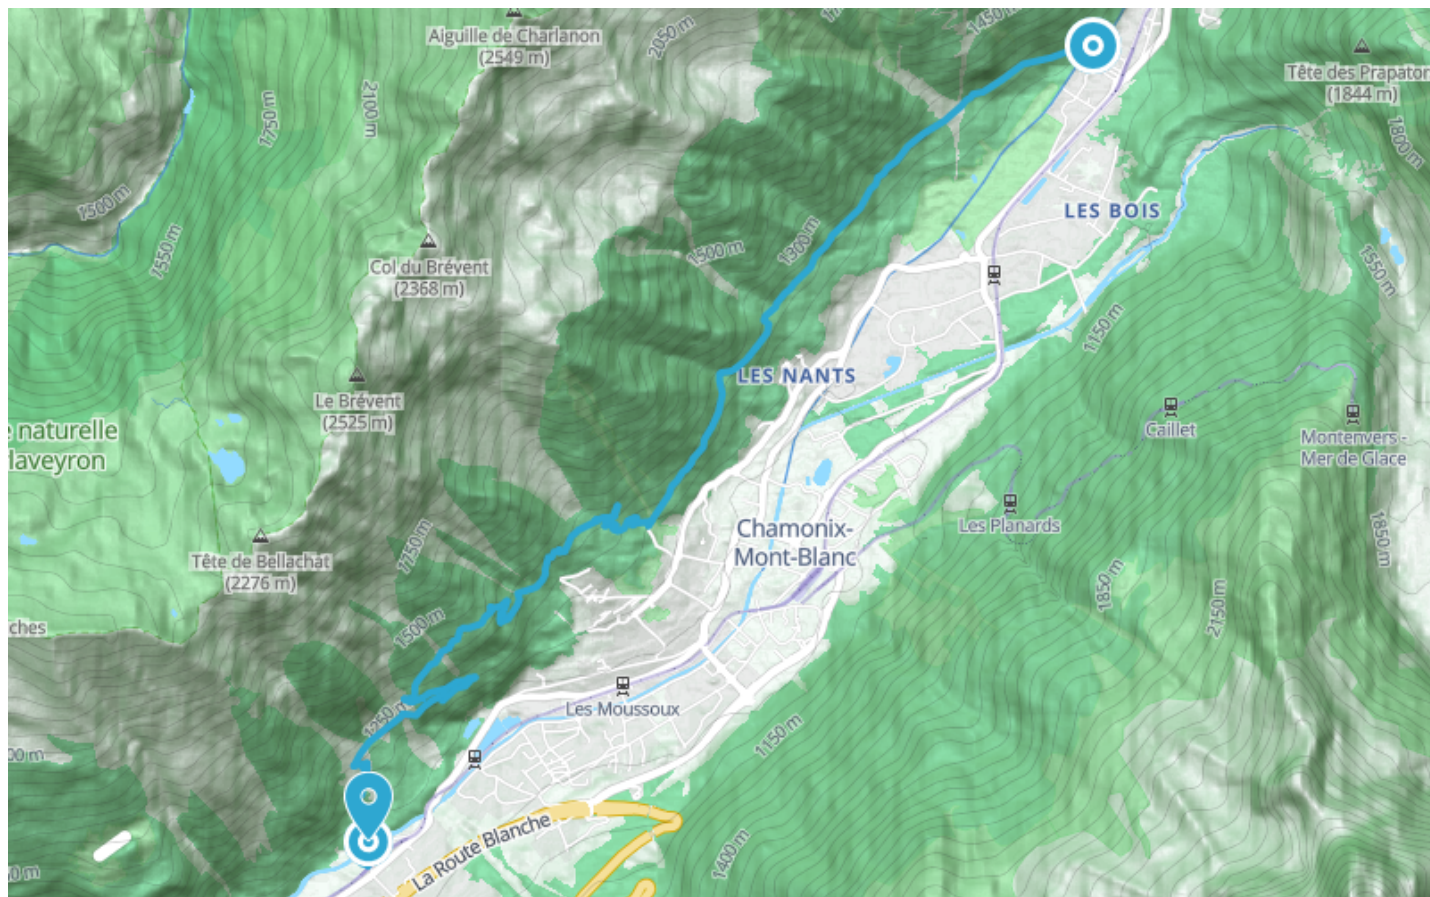 Aiguille de Charlanon
(2549 m)
2050 m
1450 m
Tête des Prapator
(1844 m)
1750 m
2100 m
1800 m
1500 m
1550 m
LES BOIS
1300 m
1500 m
1550 m
Col du Brévent
(2368 m)
1150 m
LES NANTS
Le Brévent
(2525 m)
Caillet
e naturelle
Montenvers -
Mer de Glace
Les Planards
Chamonix-
Mont-Blanc
1750 m
1850 m
Tête de Bellachat
(2276 m)
1850 m
2150 m
ches
1500 m
Les Moussoux
1250 m
1150 m
00 m
La Route Blanche
1400 m
50 m